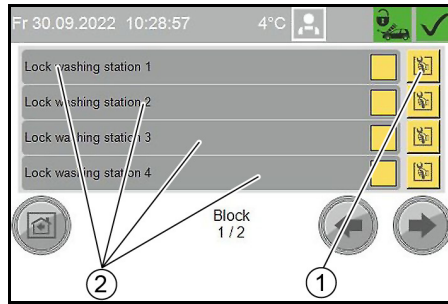 Fr 30.09.2022 10:28:57 4°C
Lock washing station 1
Lock washing station 2
Lock washing station 3
Lock washing station 4
Block
1 / 2
2
1